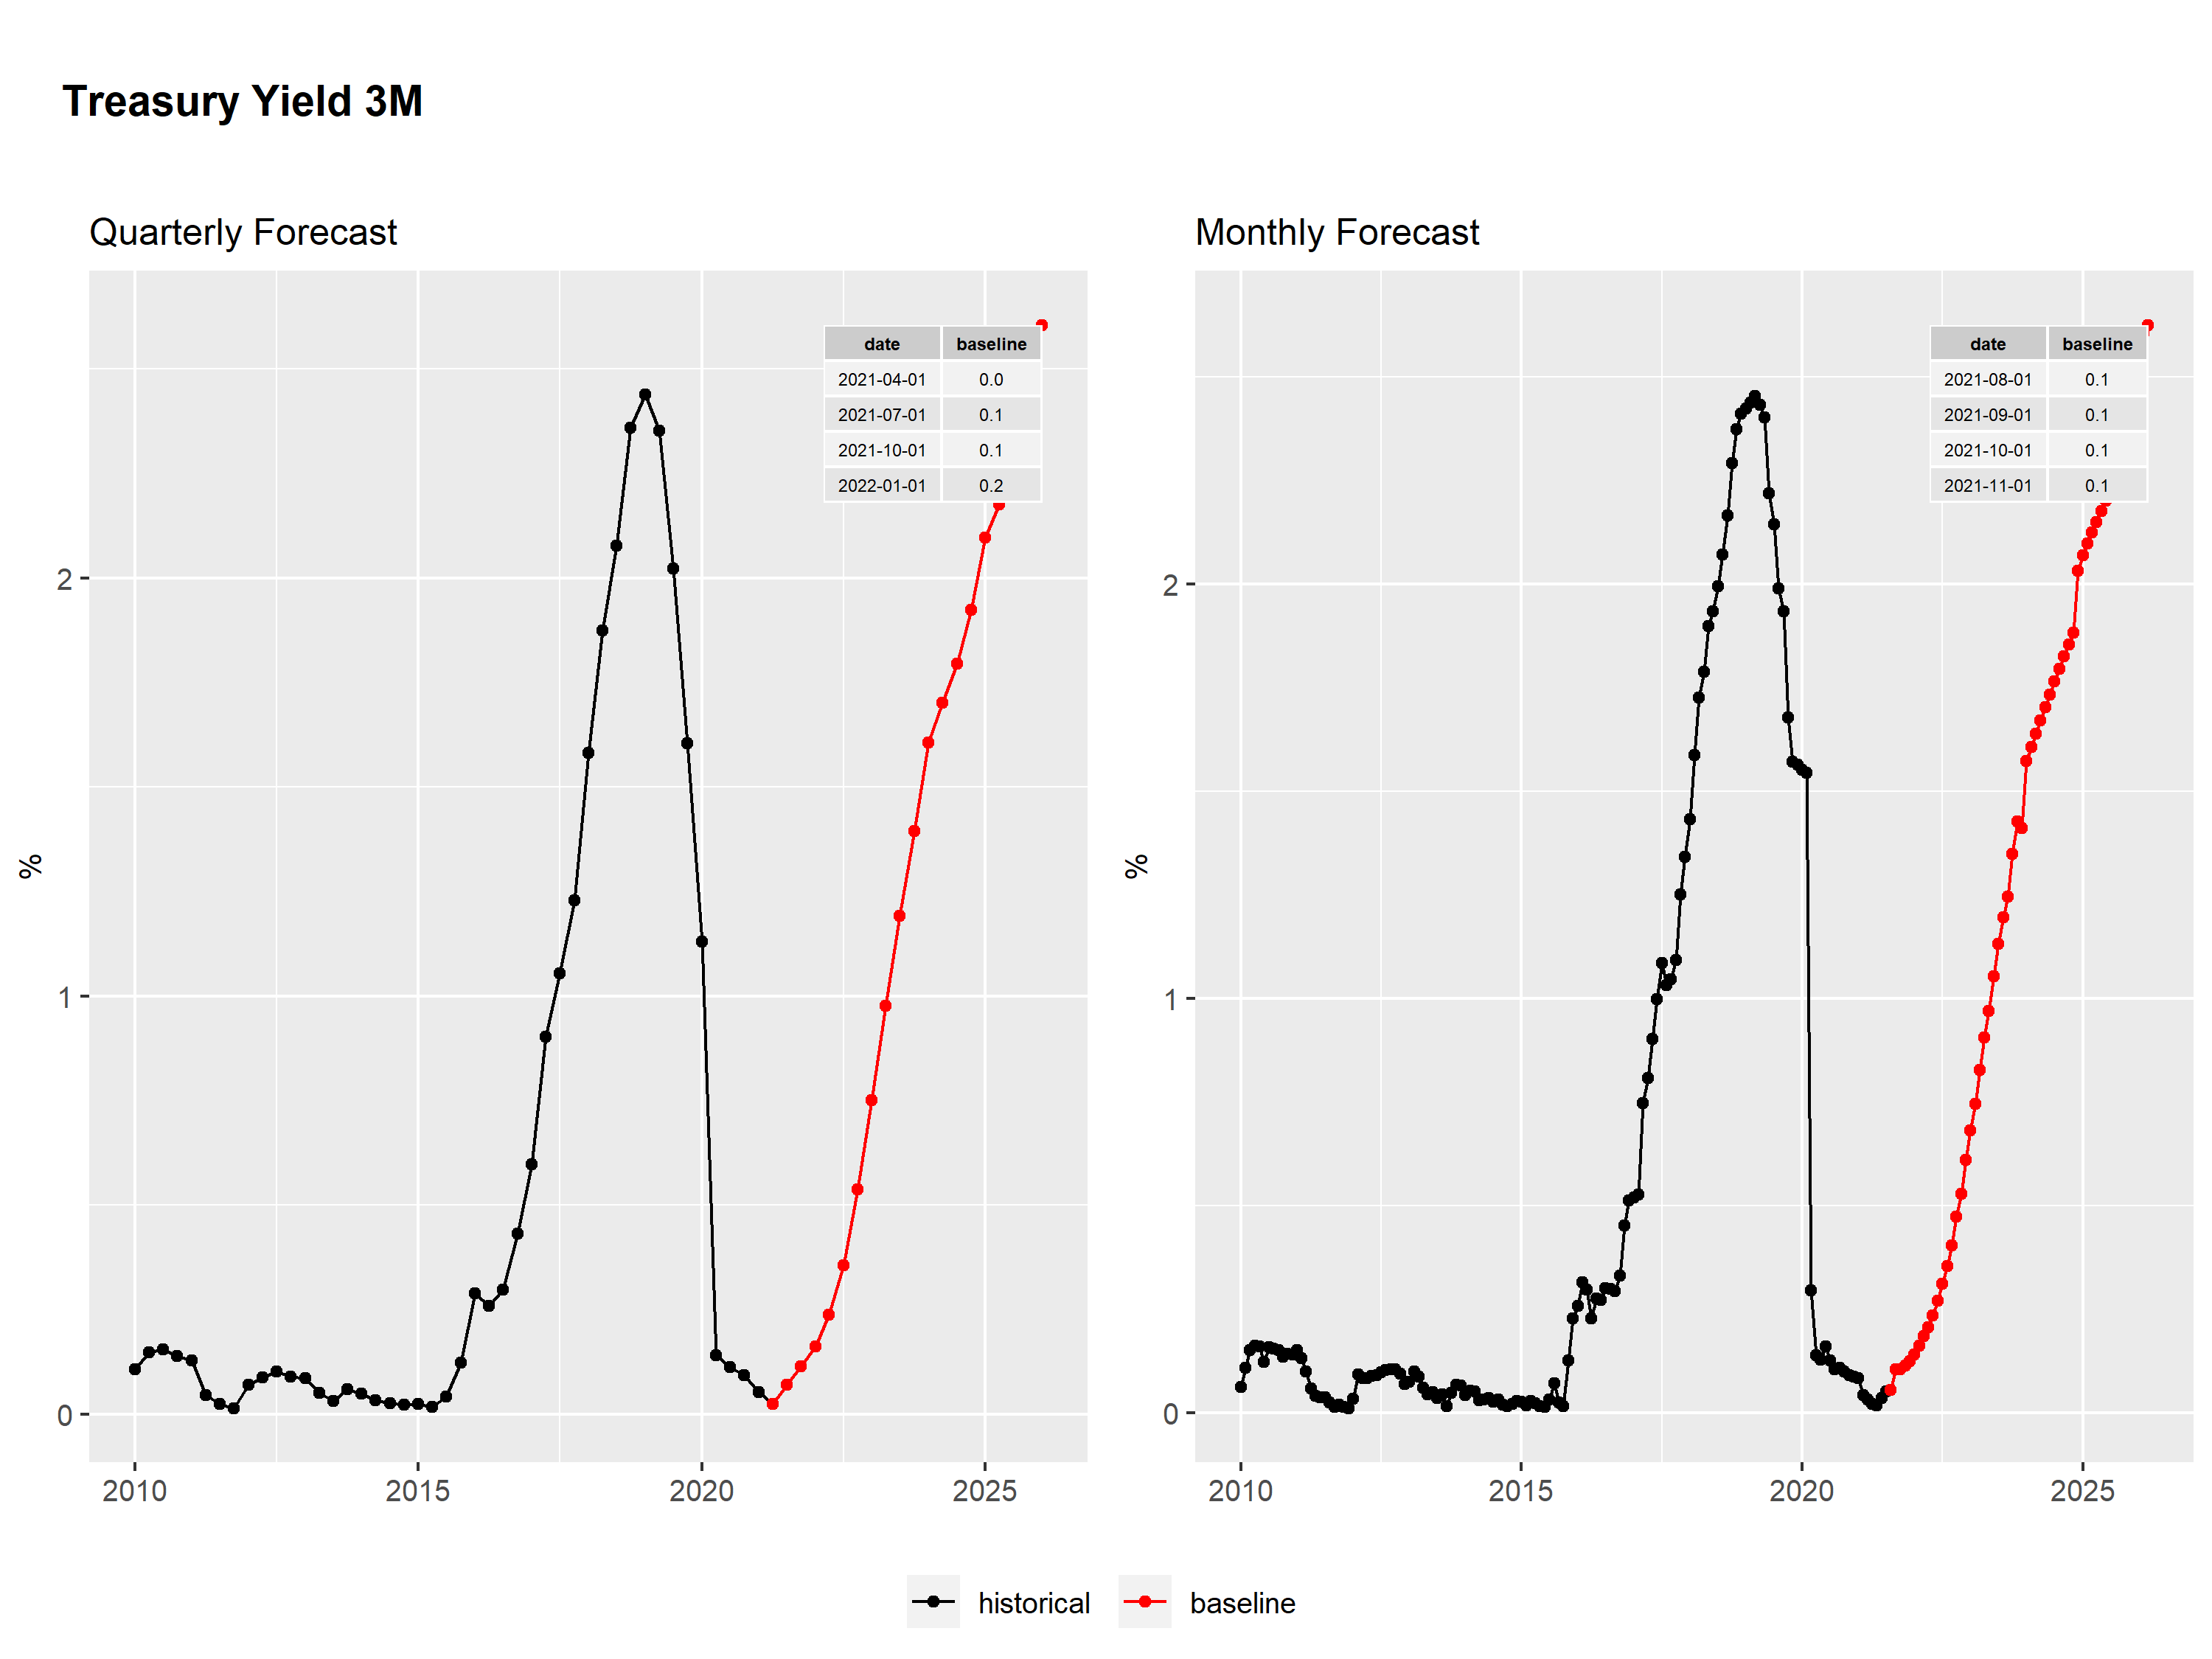 Treasury Yield 3M
Quarterly Forecast
%
2
1
0
2010 2015 2020 2025
date baseline
2021-04-01 0.0
2021-07-01 0.1
2021-10-01 0.1
2022-01-01 0.2
Monthly Forecast
%
2
1
0
2010 2015 2020 2025
date baseline
2021-08-01 0.1
2021-09-01 0.1
2021-10-01 0.1
2021-11-01 0.1
historical baseline